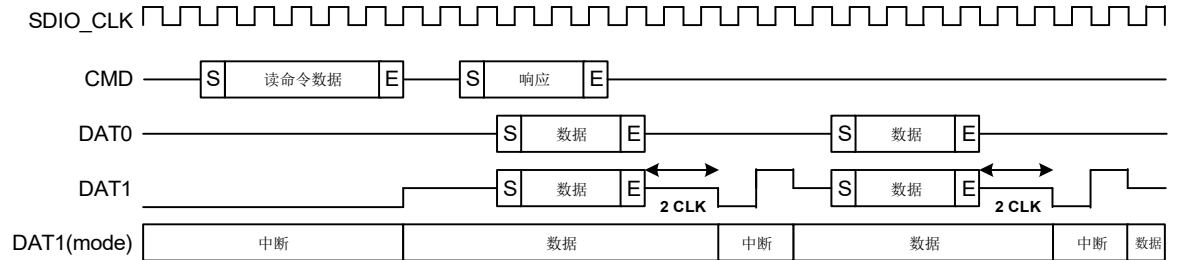 SDIO_CLK
CMD S 读命令数据 E S 响应 E
DAT0 S 数据 E S 数据 E
DAT1 S 数据 E 2 CLK S 数据 E 2 CLK
DAT1(mode) 中断 数据 中断 数据 中断 数据